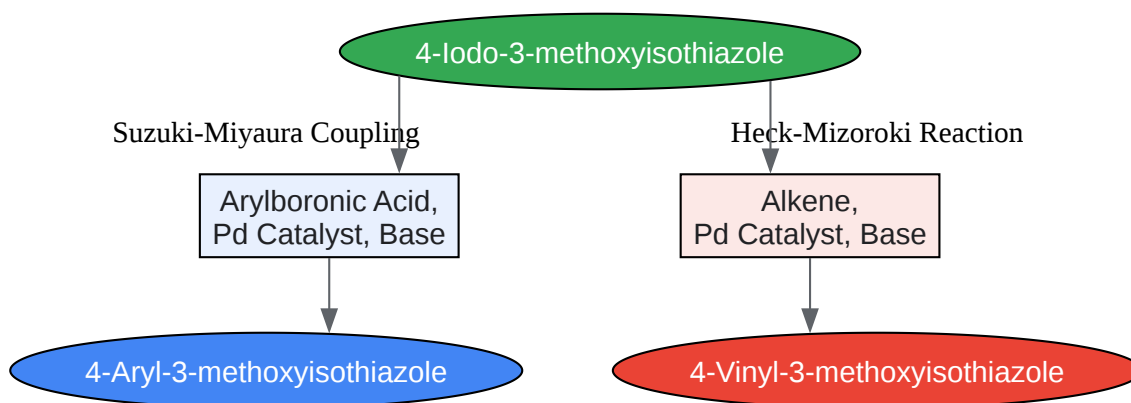 4-Iodo-3-methoxyisothiazole
Suzuki-Miyaura Coupling
Heck-Mizoroki Reaction
Arylboronic Acid,
Pd Catalyst, Base
Alkene,
Pd Catalyst, Base
4-Aryl-3-methoxyisothiazole
4-Vinyl-3-methoxyisothiazole